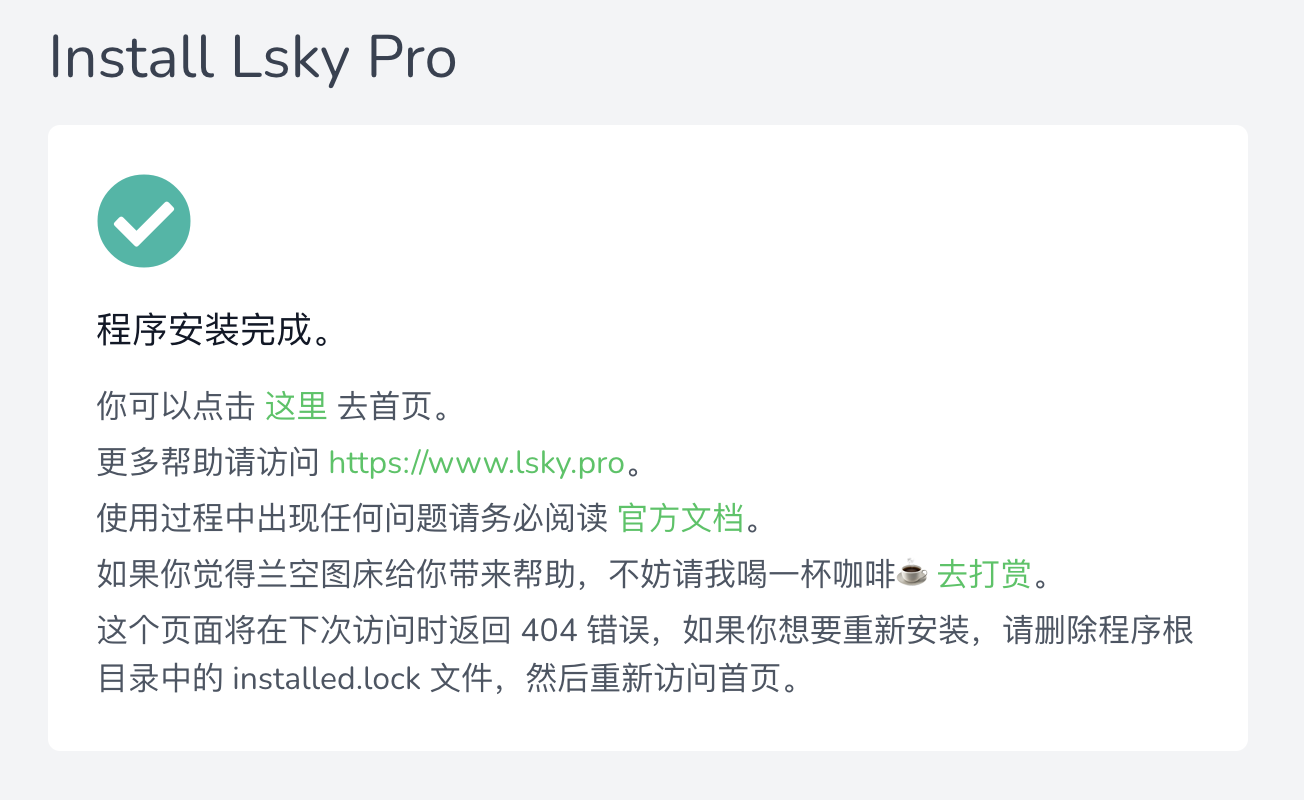 Install Lsky Pro
程序安装完成。
你可以点击 这里 去首页。
更多帮助请访问 https://www.lsky.pro。
使用过程中出现任何问题请务必阅读 官方文档。
如果你觉得兰空图床给你带来帮助，不妨请我喝一杯咖啡☕ 去打赏。
这个页面将在下次访问时返回 404 错误，如果你想要重新安装，请删除程序根
目录中的 installed.lock 文件，然后重新访问首页。